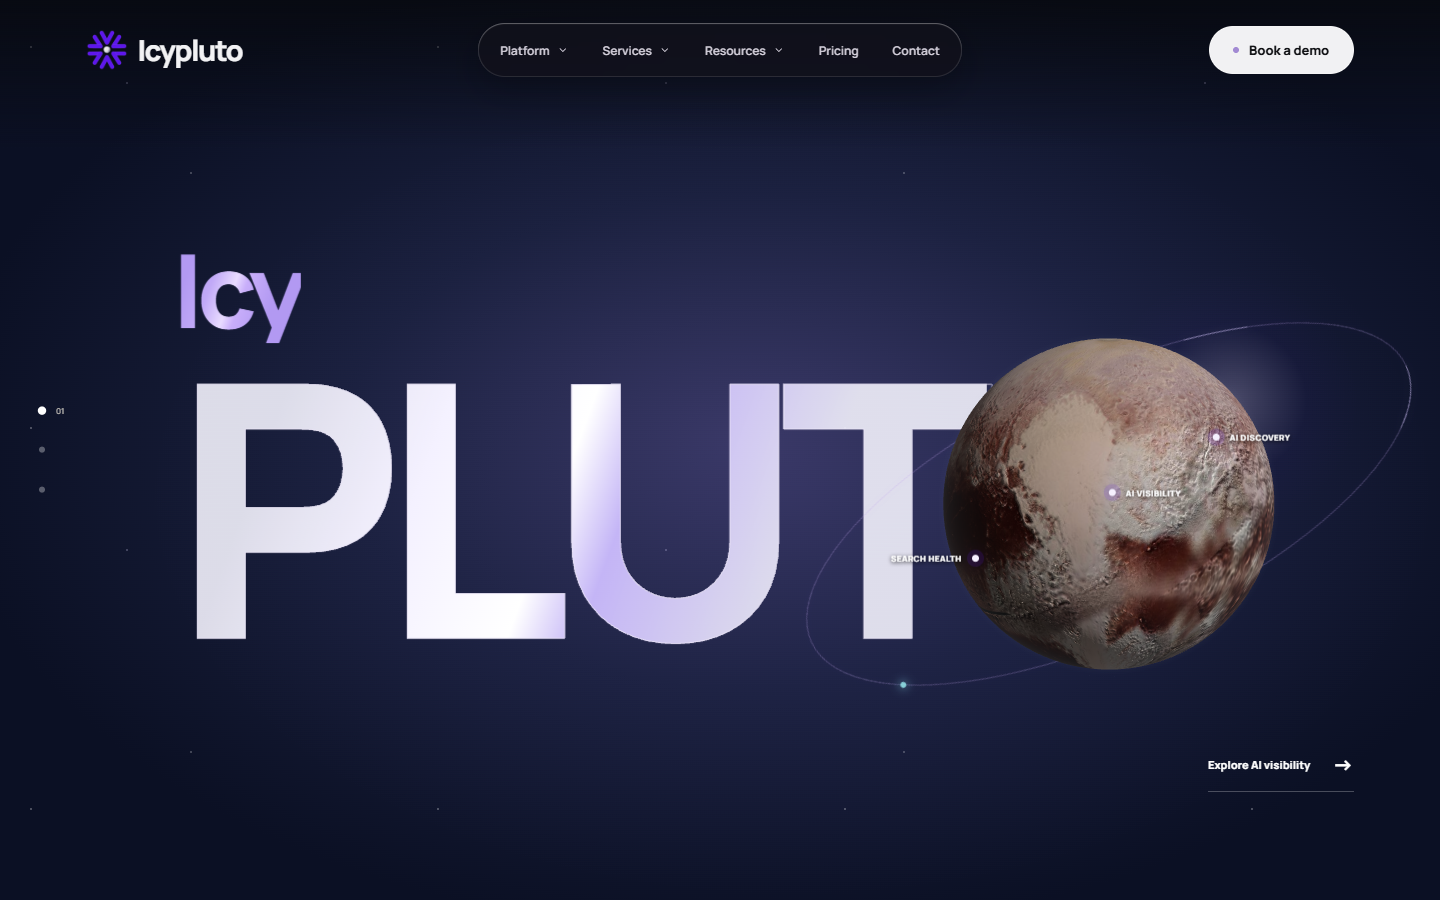 Icypluto
Platform
Services
Resources
Pricing
Contact
Book a demo
Icy
PLUT
01
AI DISCOVERY
AI VISIBILITY
SEARCH HEALTH
Explore AI visibility